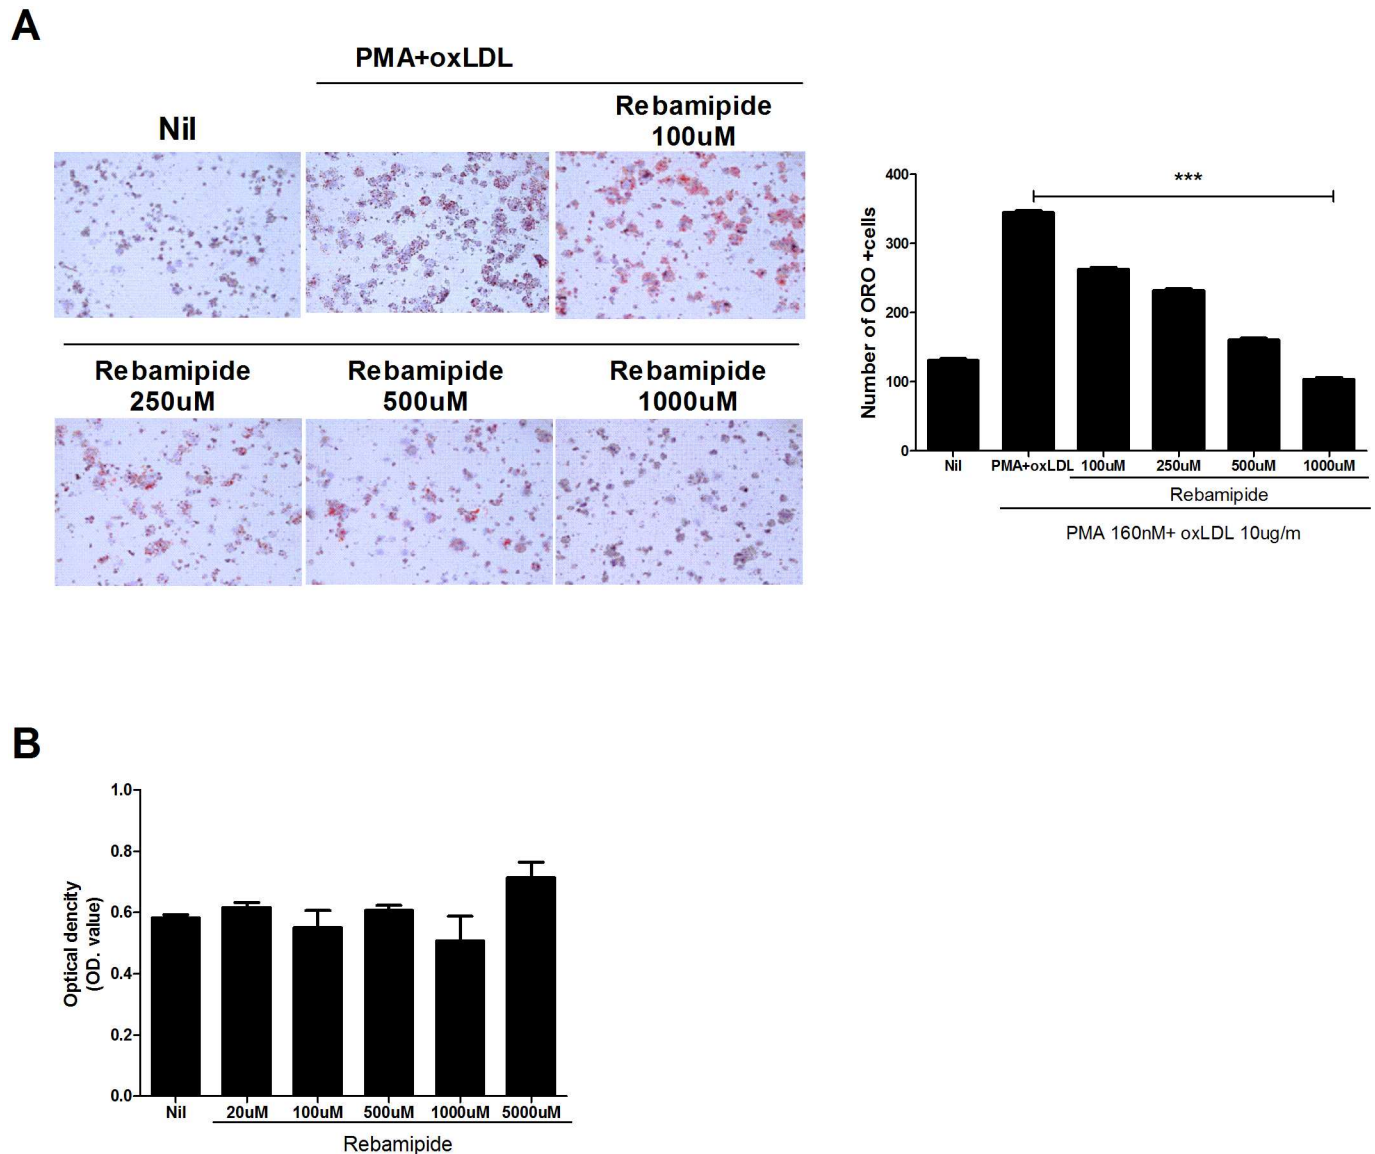 A
PMA+oxLDL
Nil
Rebamipide
100uM
Rebamipide
250uM
Rebamipide
500uM
Rebamipide
1000uM
Number of ORO +cells
400
300
200
100
0
***
Nil
PMA+oxLDL
100uM
250uM
500uM
1000uM
Rebamipide
PMA 160nM+ oxLDL 10ug/m
B
Optical dencity
(OD. value)
1.0
0.8
0.6
0.4
0.2
0.0
Nil
20uM
100uM
500uM
1000uM
5000uM
Rebamipide